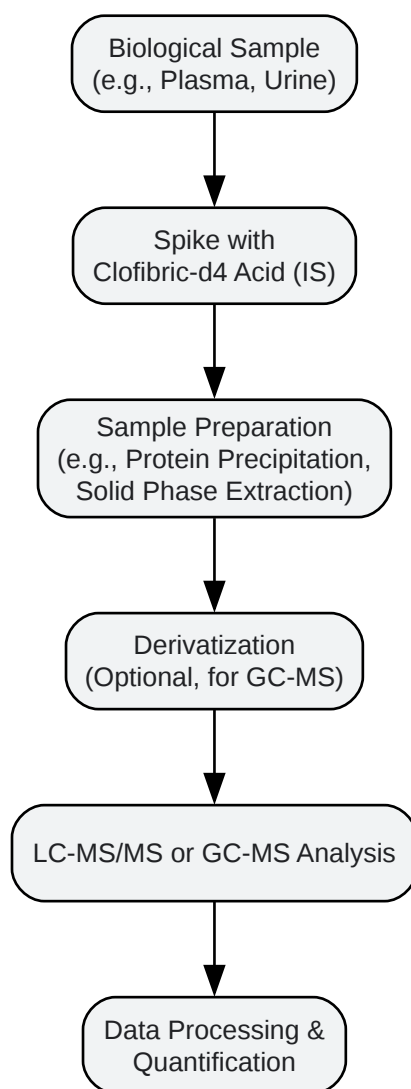 Biological Sample
(e.g., Plasma, Urine)
Spike with
Clofibric-d4 Acid (IS)
Sample Preparation
(e.g., Protein Precipitation,
Solid Phase Extraction)
Derivatization
(Optional, for GC-MS)
LC-MS/MS or GC-MS Analysis
Data Processing &
Quantification